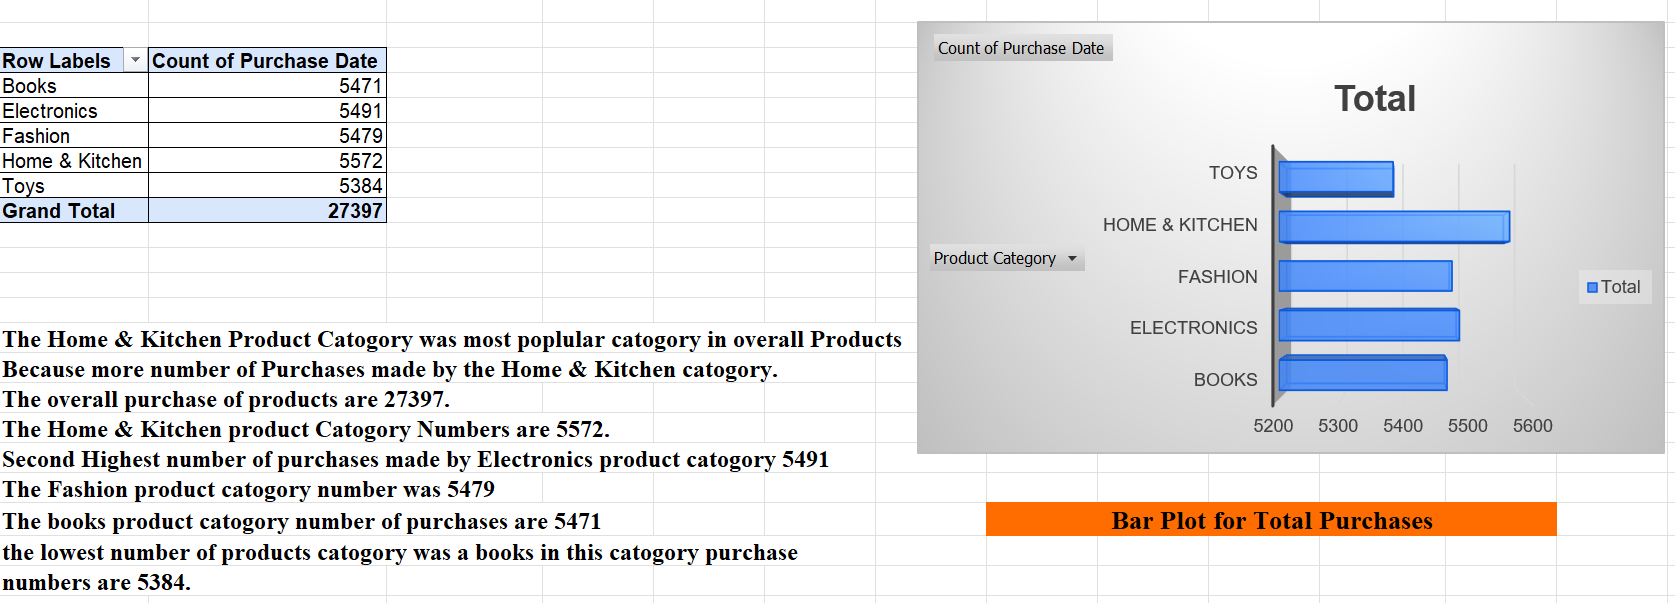 Row Labels Count of Purchase Date
Books 5471
Electronics 5491
Fashion 5479
Home & Kitchen 5572
Toys 5384
Grand Total 27397
The Home & Kitchen Product Catogory was most poplular catogory in overall Products
Because more number of Purchases made by the Home & Kitchen catogory.
The overall purchase of products are 27397.
The Home & Kitchen product Catogory Numbers are 5572.
Second Highest number of purchases made by Electronics product catogory 5491
The Fashion product catogory number was 5479
The books product catogory number of purchases are 5471
the lowest number of products catogory was a books in this catogory purchase
numbers are 5384.
Count of Purchase Date
Total
TOYS
HOME & KITCHEN
Product Category
FASHION
Total
ELECTRONICS
BOOKS
5200 5300 5400 5500 5600
Bar Plot for Total Purchases